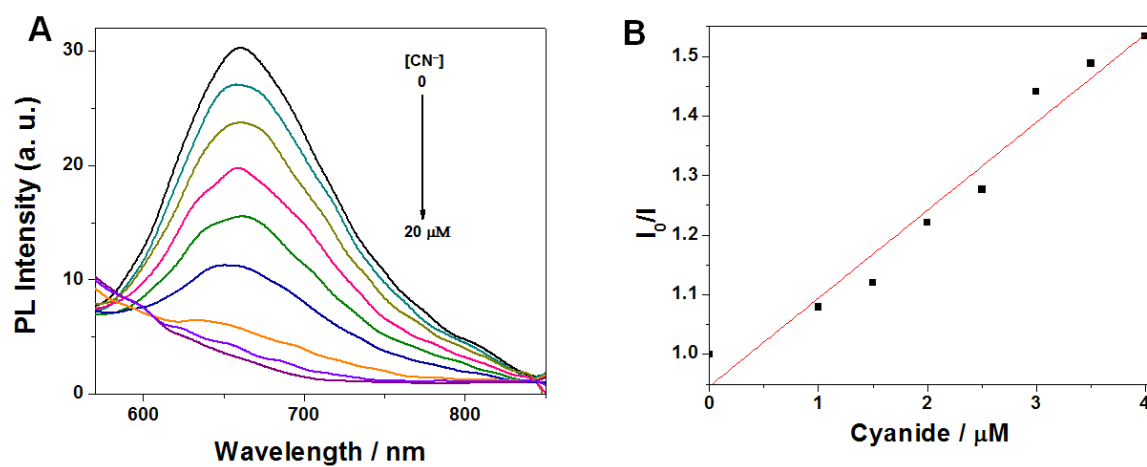 A
[CN⁻]
0
20 μM
PL Intensity (a. u.)
30
20
10
0
600
700
800
Wavelength / nm
B
I₀/I
1.5
1.4
1.3
1.2
1.1
1.0
0
1
2
3
4
Cyanide / μM